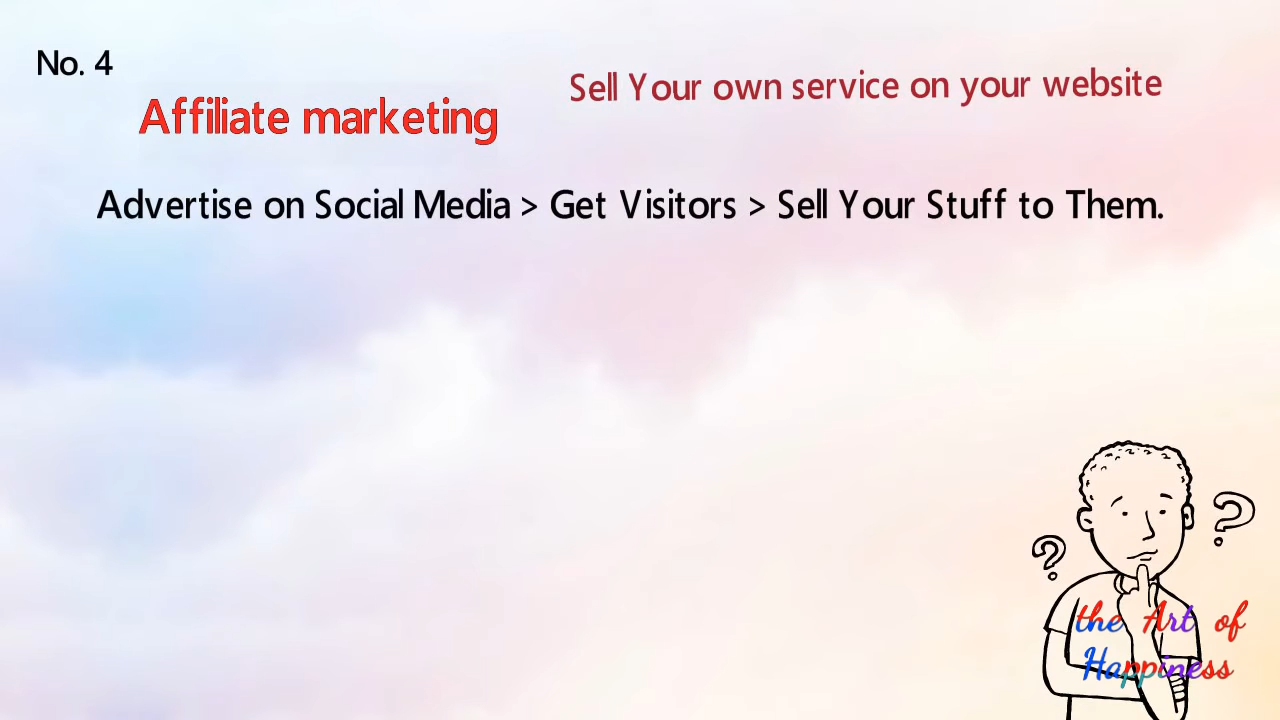 No. 4
Affiliate marketing
Sell Your own service on your website
Advertise on Social Media > Get Visitors > Sell Your Stuff to Them.
? ?
the Art of
Happiness